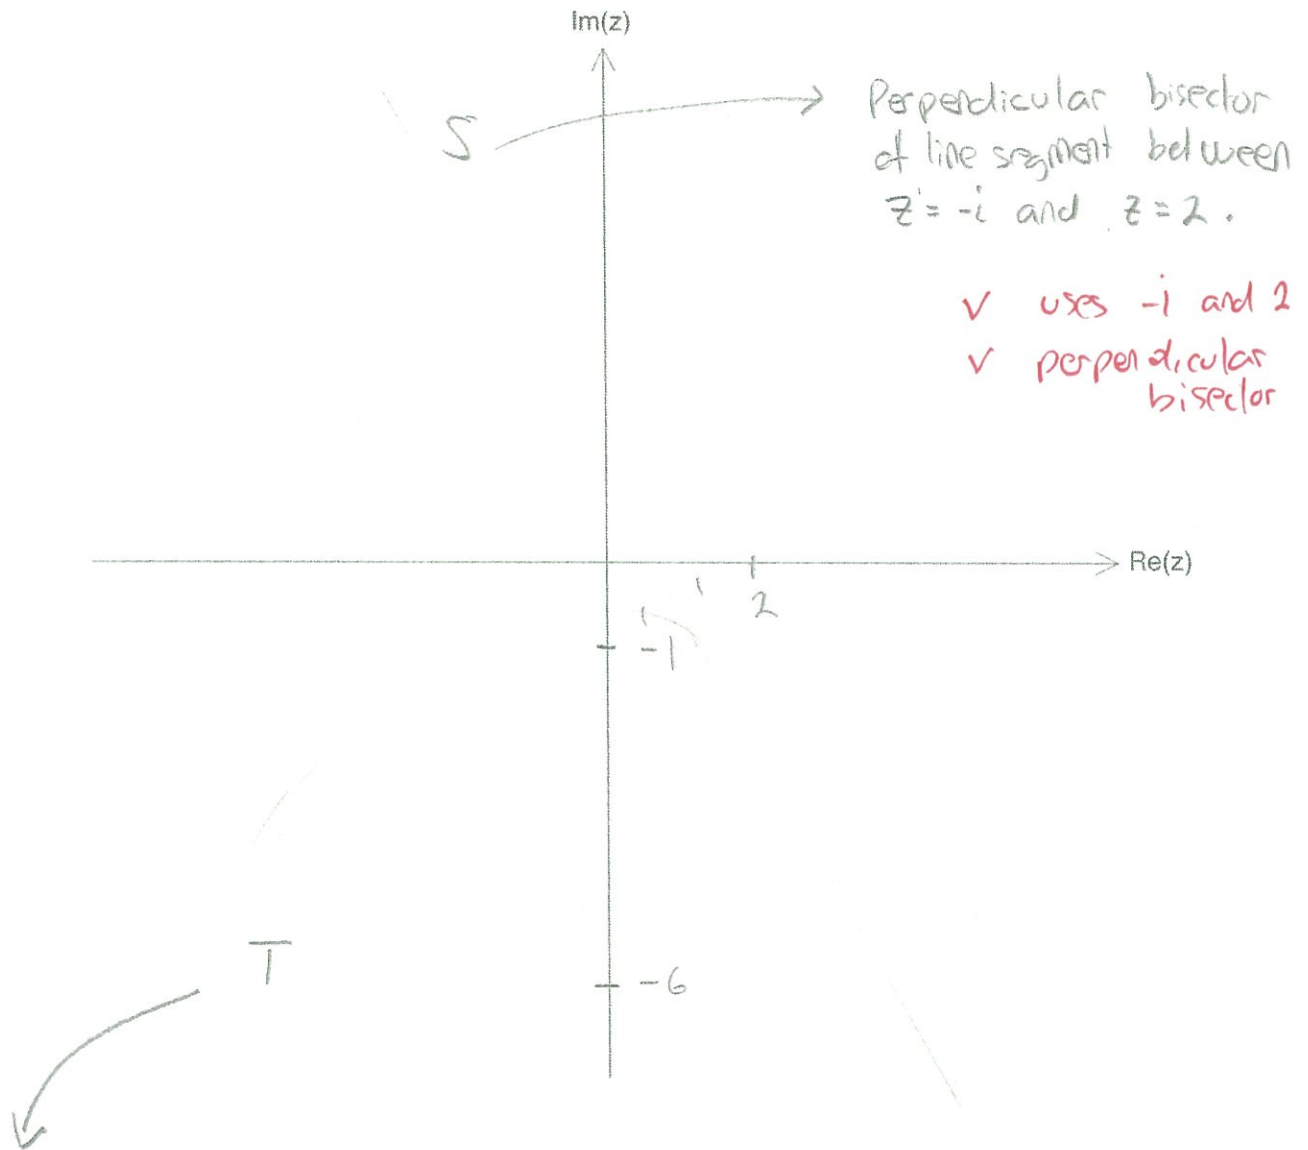 Im(z)
S
Perpendicular bisector
of line segment between
z = -i and z = 2 .
✓ uses -i and 2
✓ perpendicular
bisector
Re(z)
2
-1
T
-6